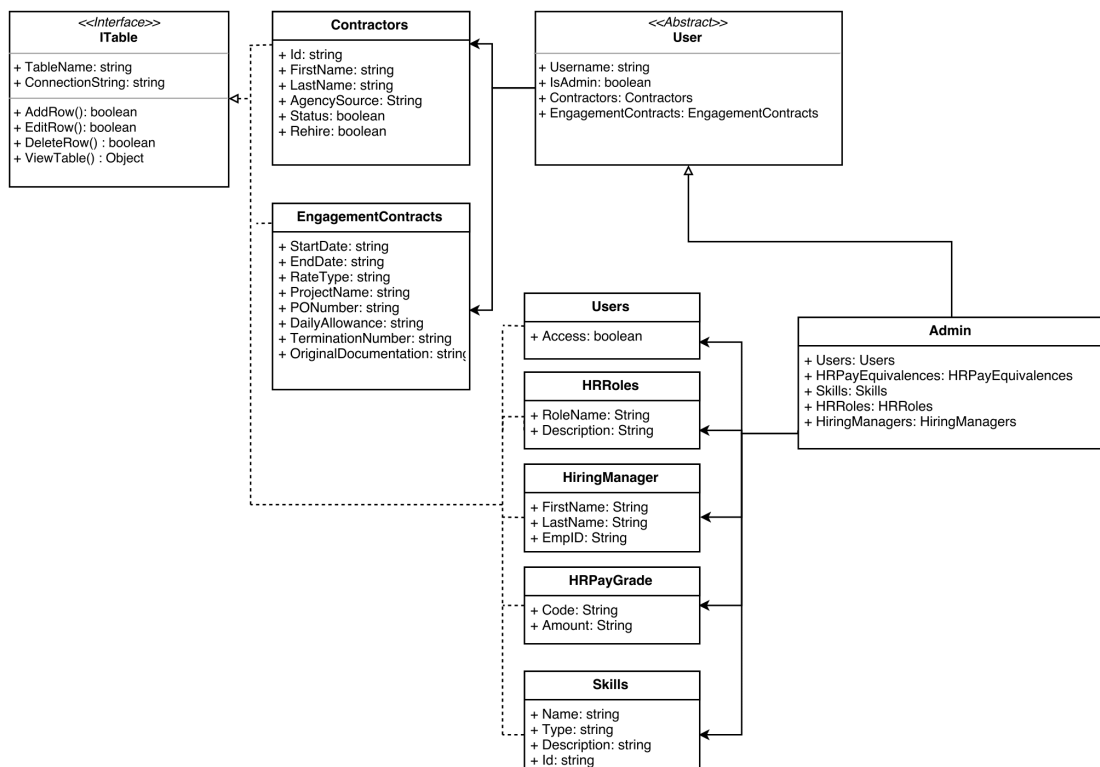 <<Interface>>
ITable
+ TableName: string
+ ConnectionString: string
+ AddRow(): boolean
+ EditRow(): boolean
+ DeleteRow() : boolean
+ ViewTable() : Object
Contractors
+ Id: string
+ FirstName: string
+ LastName: string
+ AgencySource: String
+ Status: boolean
+ Rehire: boolean
<<Abstract>>
User
+ Username: string
+ IsAdmin: boolean
+ Contractors: Contractors
+ EngagementContracts: EngagementContracts
EngagementContracts
+ StartDate: string
+ EndDate: string
+ RateType: string
+ ProjectName: string
+ PONumber: string
+ DailyAllowance: string
+ TerminationNumber: string
+ OriginalDocumentation: string
Users
+ Access: boolean
HRRoles
+ RoleName: String
+ Description: String
HiringManager
+ FirstName: String
+ LastName: String
+ EmpID: String
HRPayGrade
+ Code: String
+ Amount: String
Skills
+ Name: string
+ Type: string
+ Description: string
+ Id: string
Admin
+ Users: Users
+ HRPayEquivalences: HRPayEquivalences
+ Skills: Skills
+ HRRoles: HRRoles
+ HiringManagers: HiringManagers